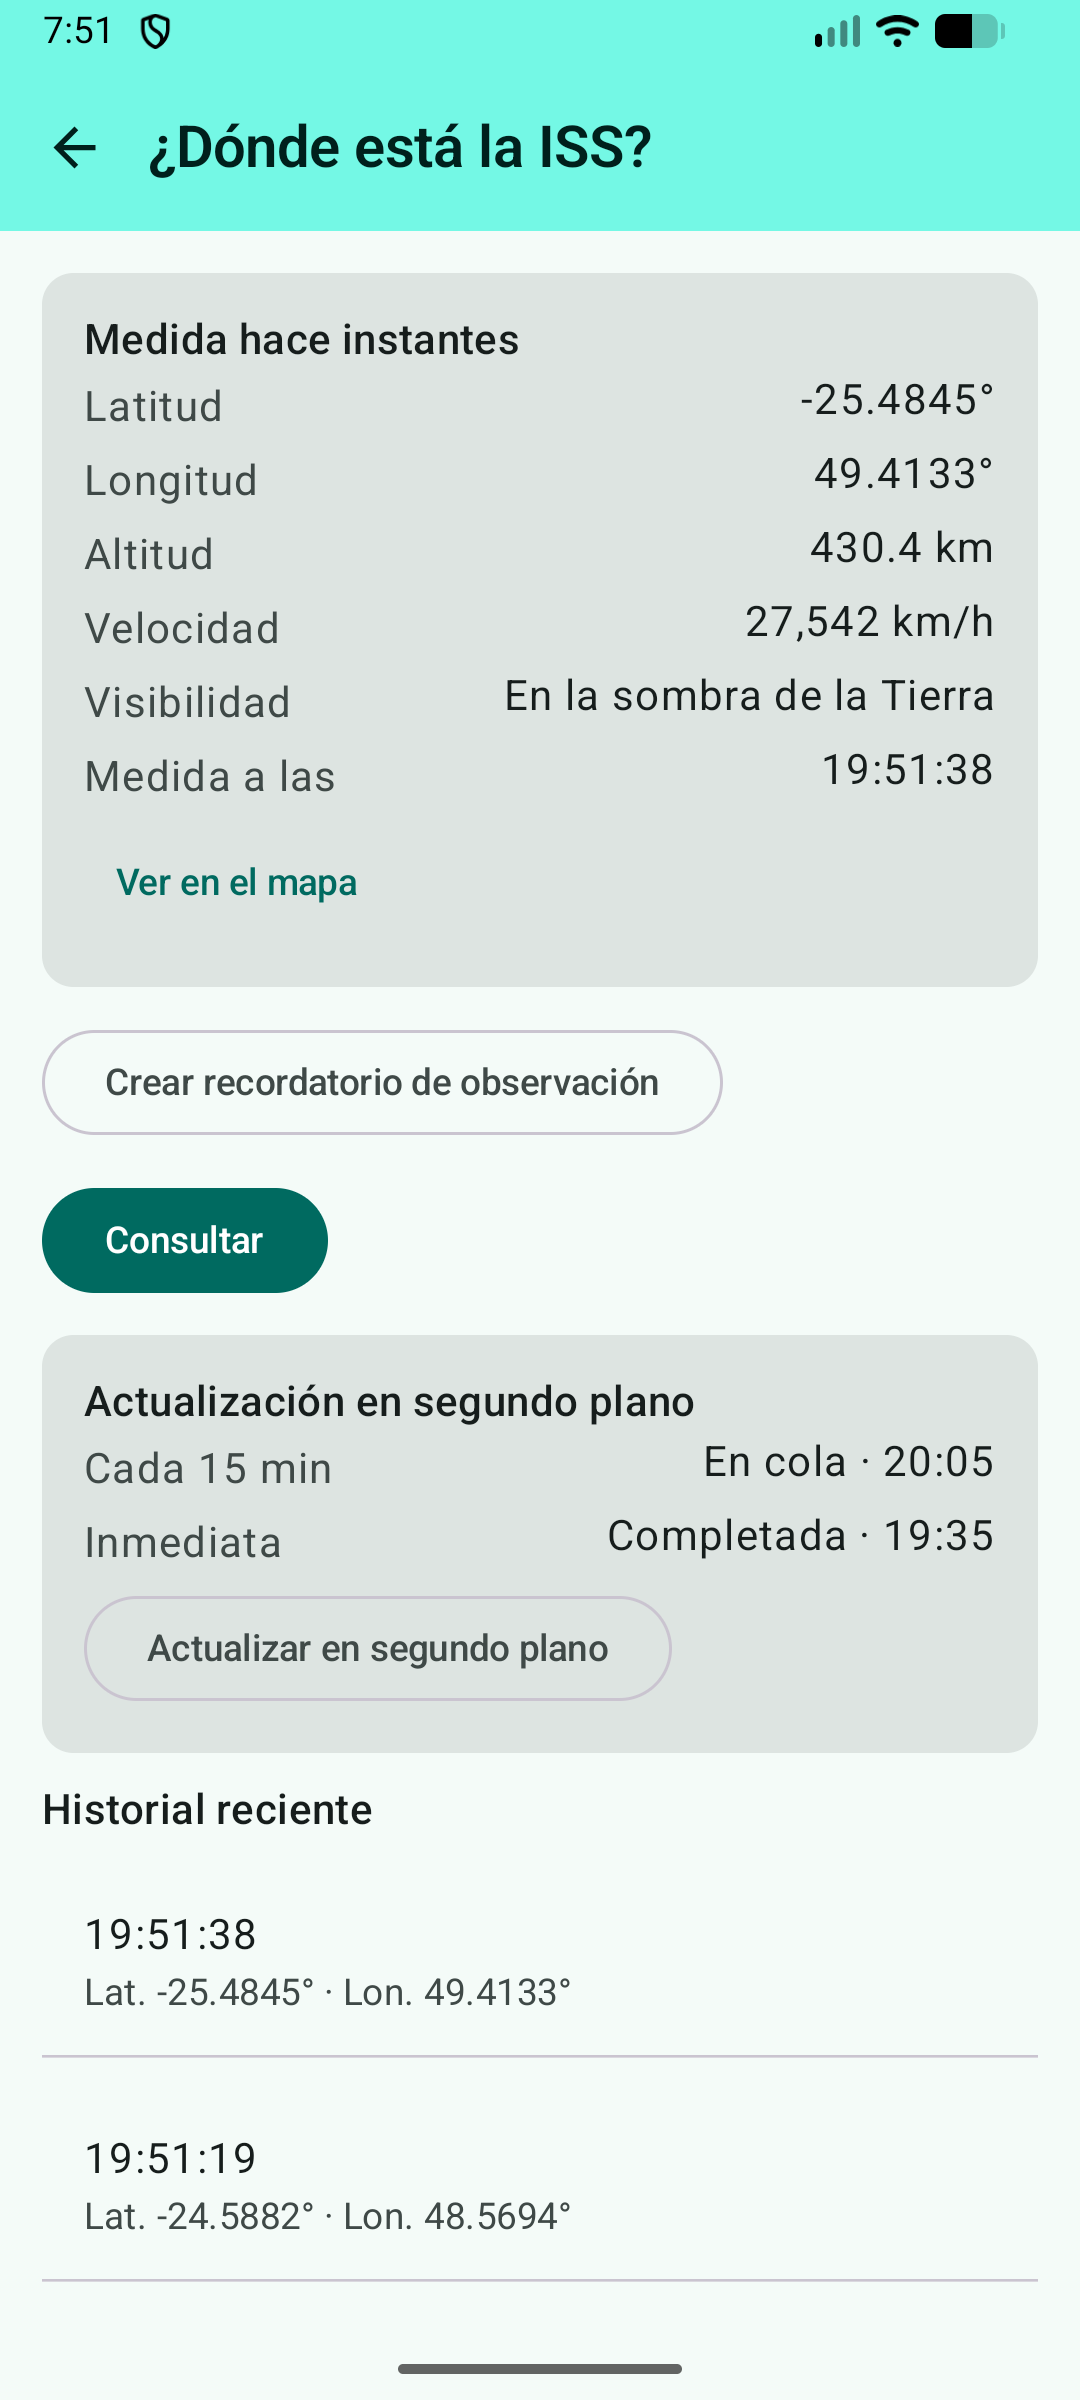 7:51
¿Dónde está la ISS?
Medida hace instantes
Latitud -25.4845°
Longitud 49.4133°
Altitud 430.4 km
Velocidad 27,542 km/h
Visibilidad En la sombra de la Tierra
Medida a las 19:51:38
Ver en el mapa
Crear recordatorio de observación
Consultar
Actualización en segundo plano
Cada 15 min En cola · 20:05
Inmediata Completada · 19:35
Actualizar en segundo plano
Historial reciente
19:51:38
Lat. -25.4845° · Lon. 49.4133°
19:51:19
Lat. -24.5882° · Lon. 48.5694°